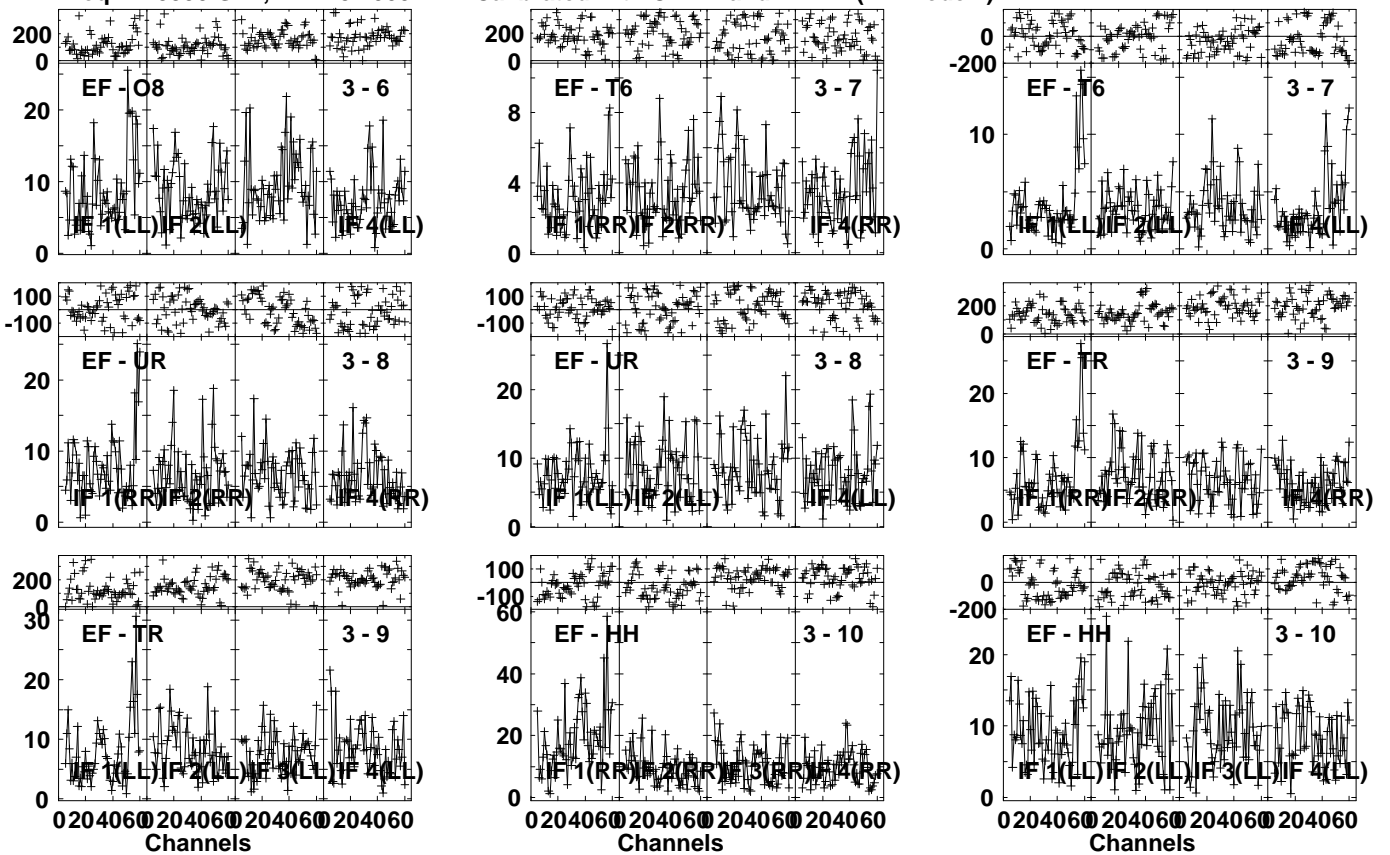 200 200 0
0 0 -200
EF - O8 3 - 6 EF - T6 3 - 7 EF - T6 3 - 7
20 8 10
10 4
IF 1(LL) IF 2(LL) IF 4(LL) IF 1(RR) IF 2(RR) IF 4(RR) IF 1(LL) IF 2(LL) IF 4(LL)
0 0 0
100 100 200
-100 -100 0
EF - UR 3 - 8 EF - UR 3 - 8 EF - TR 3 - 9
20 20 20
10 10 10
IF 1(RR) IF 2(RR) IF 4(RR) IF 1(LL) IF 2(LL) IF 4(LL) IF 1(RR) IF 2(RR) IF 4(RR)
0 0 0
200 100 0
0 -100 -200
30 60
EF - TR 3 - 9 EF - HH 3 - 10 EF - HH 3 - 10
20 40 20
10 20 10
IF 1(LL) IF 2(LL) IF 3(LL) IF 4(LL) IF 1(RR) IF 2(RR) IF 3(RR) IF 4(RR) IF 1(LL) IF 2(LL) IF 3(LL) IF 4(LL)
0 0 0
0 20 40 60 0 20 40 60 0 20 40 60 0 20 40 60 0 20 40 60 0 20 40 60 0 20 40 60 0 20 40 60 0 20 40 60 0 20 40 60 0 20 40 60 0 20 40 60
Channels Channels Channels